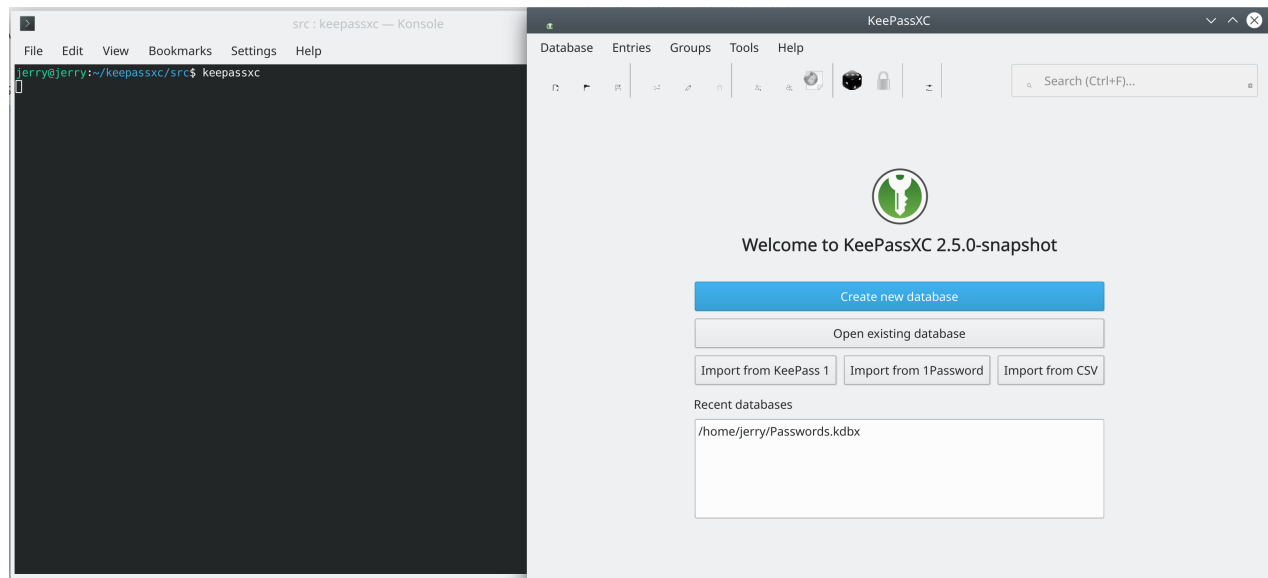 src : keepassxc — Konsole
File Edit View Bookmarks Settings Help
jerry@jerry:~/keepassxc/src$ keepassxc
KeePassXC
Database Entries Groups Tools Help
Search (Ctrl+F)...
Welcome to KeePassXC 2.5.0-snapshot
Create new database
Open existing database
Import from KeePass 1 Import from 1Password Import from CSV
Recent databases
/home/jerry/Passwords.kdbx